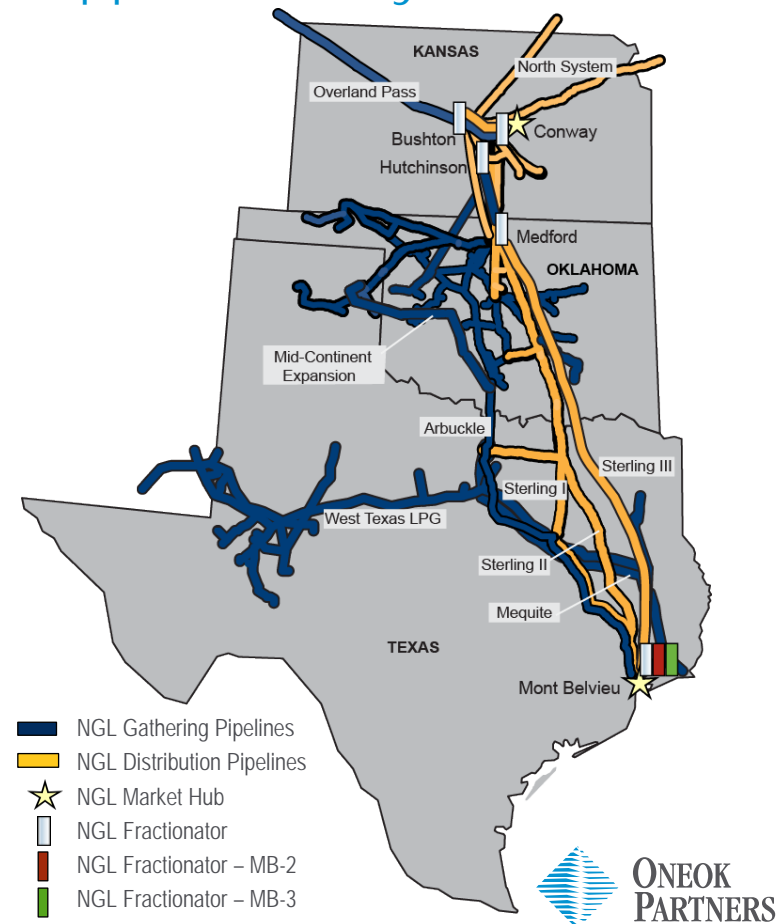 KANSAS
North System
Overland Pass
Bushton
Conway
Hutchinson
Medford
OKLAHOMA
Mid-Continent
Expansion
Arbuckle
Sterling III
Sterling I
West Texas LPG
Sterling II
Mequite
TEXAS
Mont Belvieu
NGL Gathering Pipelines
NGL Distribution Pipelines
NGL Market Hub
NGL Fractionator
NGL Fractionator – MB-2
NGL Fractionator – MB-3
ONEOK
PARTNERS